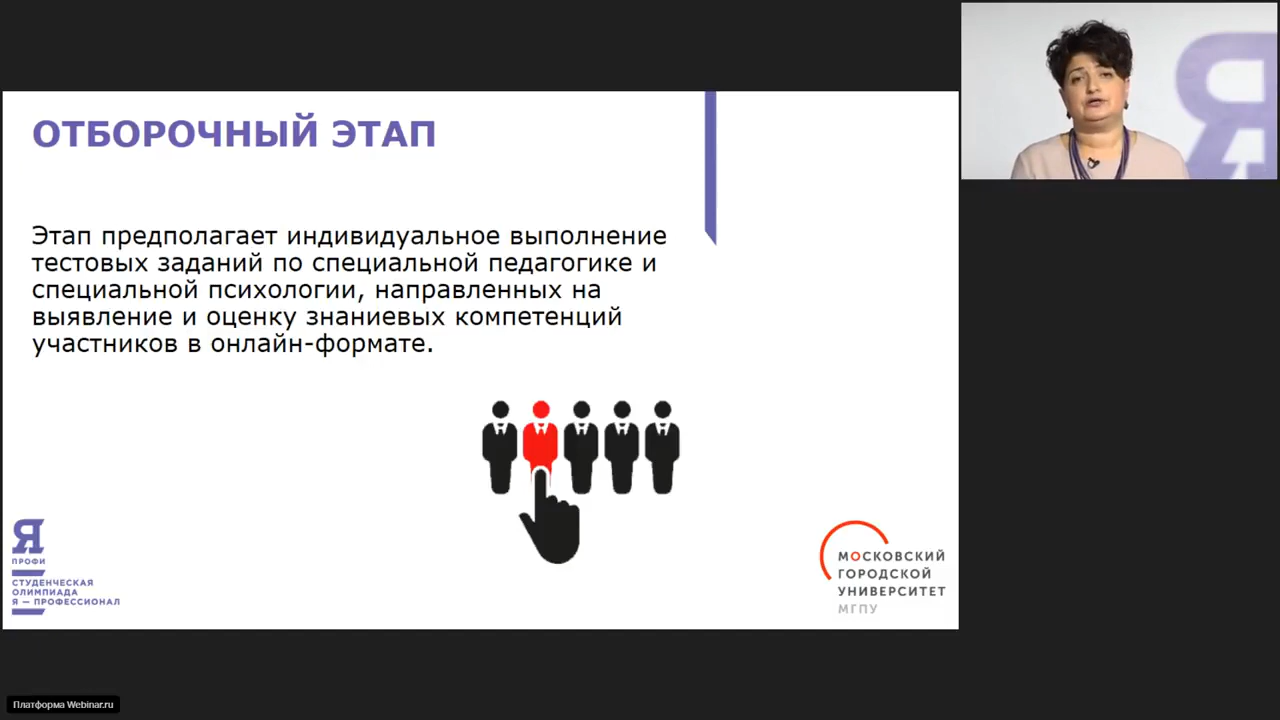 ОТБОРОЧНЫЙ ЭТАП
Этап предполагает индивидуальное выполнение
тестовых заданий по специальной педагогике и
специальной психологии, направленных на
выявление и оценку знаниевых компетенций
участников в онлайн-формате.
Я
ПРОФИ
СТУДЕНЧЕСКАЯ
ОЛИМПИАДА
Я — ПРОФЕССИОНАЛ
МОСКОВСКИЙ
ГОРОДСКОЙ
УНИВЕРСИТЕТ
МГПУ
Я
Платформа Webinar.ru